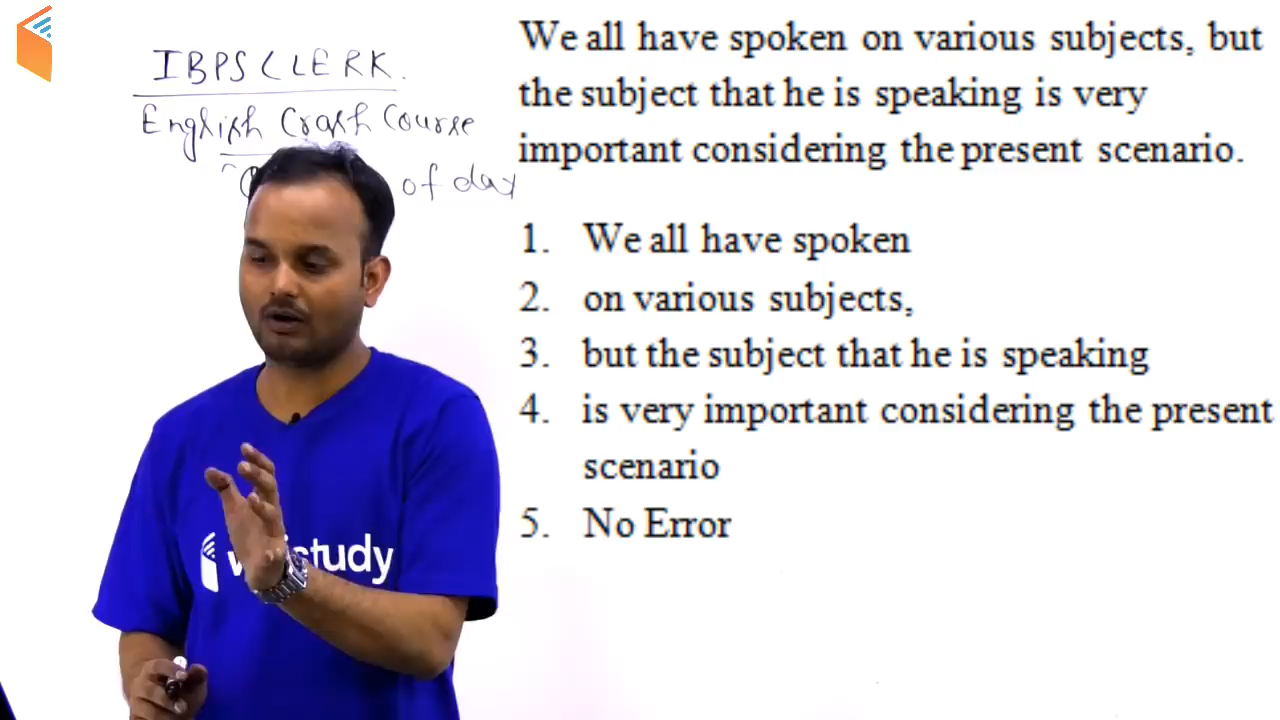 IBPS CLERK.
English Crash Course
of day
We all have spoken on various subjects, but
the subject that he is speaking is very
important considering the present scenario.
1. We all have spoken
2. on various subjects,
3. but the subject that he is speaking
4. is very important considering the present
scenario
5. No Error